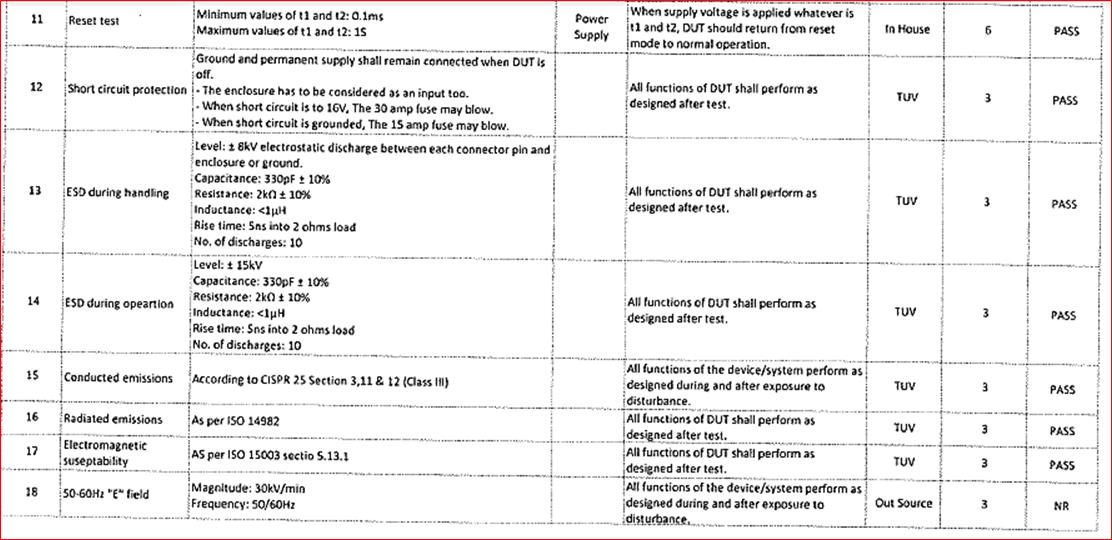 11 Reset test Minimum values of t1 and t2: 0.1ms
Maximum values of t1 and t2: 1S
Power
Supply
When supply voltage is applied whatever is
t1 and t2, DUT should return from reset
mode to normal operation.
In House 6 PASS
12 Short circuit protection
Ground and permanent supply shall remain connected when DUT is
off.
- The enclosure has to be considered as an input too.
- When short circuit is to 16V, The 30 amp fuse may blow.
- When short circuit is grounded, The 15 amp fuse may blow.
All functions of DUT shall perform as
designed after test.
TUV 3 PASS
13 ESD during handling
Level: ± 8kV electrostatic discharge between each connector pin and
enclosure or ground.
Capacitance: 330pF ± 10%
Resistance: 2kΩ ± 10%
Inductance: <1µH
Rise time: 5ns into 2 ohms load
No. of discharges: 10
All functions of DUT shall perform as
designed after test.
TUV 3 PASS
14 ESD during opeartion
Level: ± 15kV
Capacitance: 330pF ± 10%
Resistance: 2kΩ ± 10%
Inductance: <1µH
Rise time: 5ns into 2 ohms load
No. of discharges: 10
All functions of DUT shall perform as
designed after test.
TUV 3 PASS
15 Conducted emissions According to CISPR 25 Section 3,11 & 12 (Class III)
All functions of the device/system perform as
designed during and after exposure to
disturbance.
TUV 3 PASS
16 Radiated emissions As per ISO 14982
All functions of DUT shall perform as
designed after test.
TUV 3 PASS
17 Electromagnetic
suseptability
AS per ISO 15003 sectio 5.13.1
All functions of DUT shall perform as
designed after test.
TUV 3 PASS
18 50-60Hz "E" field
Magnitude: 30kV/min
Frequency: 50/60Hz
All functions of the device/system perform as
designed during and after exposure to
disturbance.
Out Source 3 NR